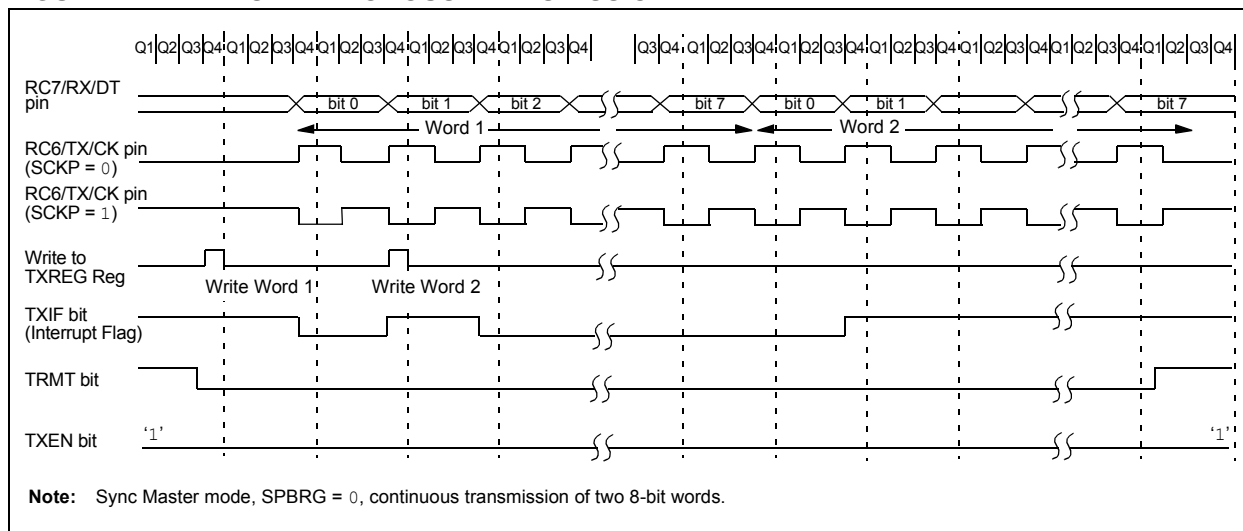 Q1 Q2 Q3 Q4 Q1 Q2 Q3 Q4 Q1 Q2 Q3 Q4 Q1 Q2 Q3 Q4 Q1 Q2 Q3 Q4 Q3 Q4 Q1 Q2 Q3 Q4 Q1 Q2 Q3 Q4 Q1 Q2 Q3 Q4 Q1 Q2 Q3 Q4 Q1 Q2 Q3 Q4 Q1 Q2 Q3 Q4
RC7/RX/DT
pin
bit 0 bit 1 bit 2 bit 7 bit 0 bit 1 bit 7
Word 1 Word 2
RC6/TX/CK pin
(SCKP = 0)
RC6/TX/CK pin
(SCKP = 1)
Write to
TXREG Reg
Write Word 1 Write Word 2
TXIF bit
(Interrupt Flag)
TRMT bit
TXEN bit
‘1’ ‘1’
Note: Sync Master mode, SPBRG = 0, continuous transmission of two 8-bit words.